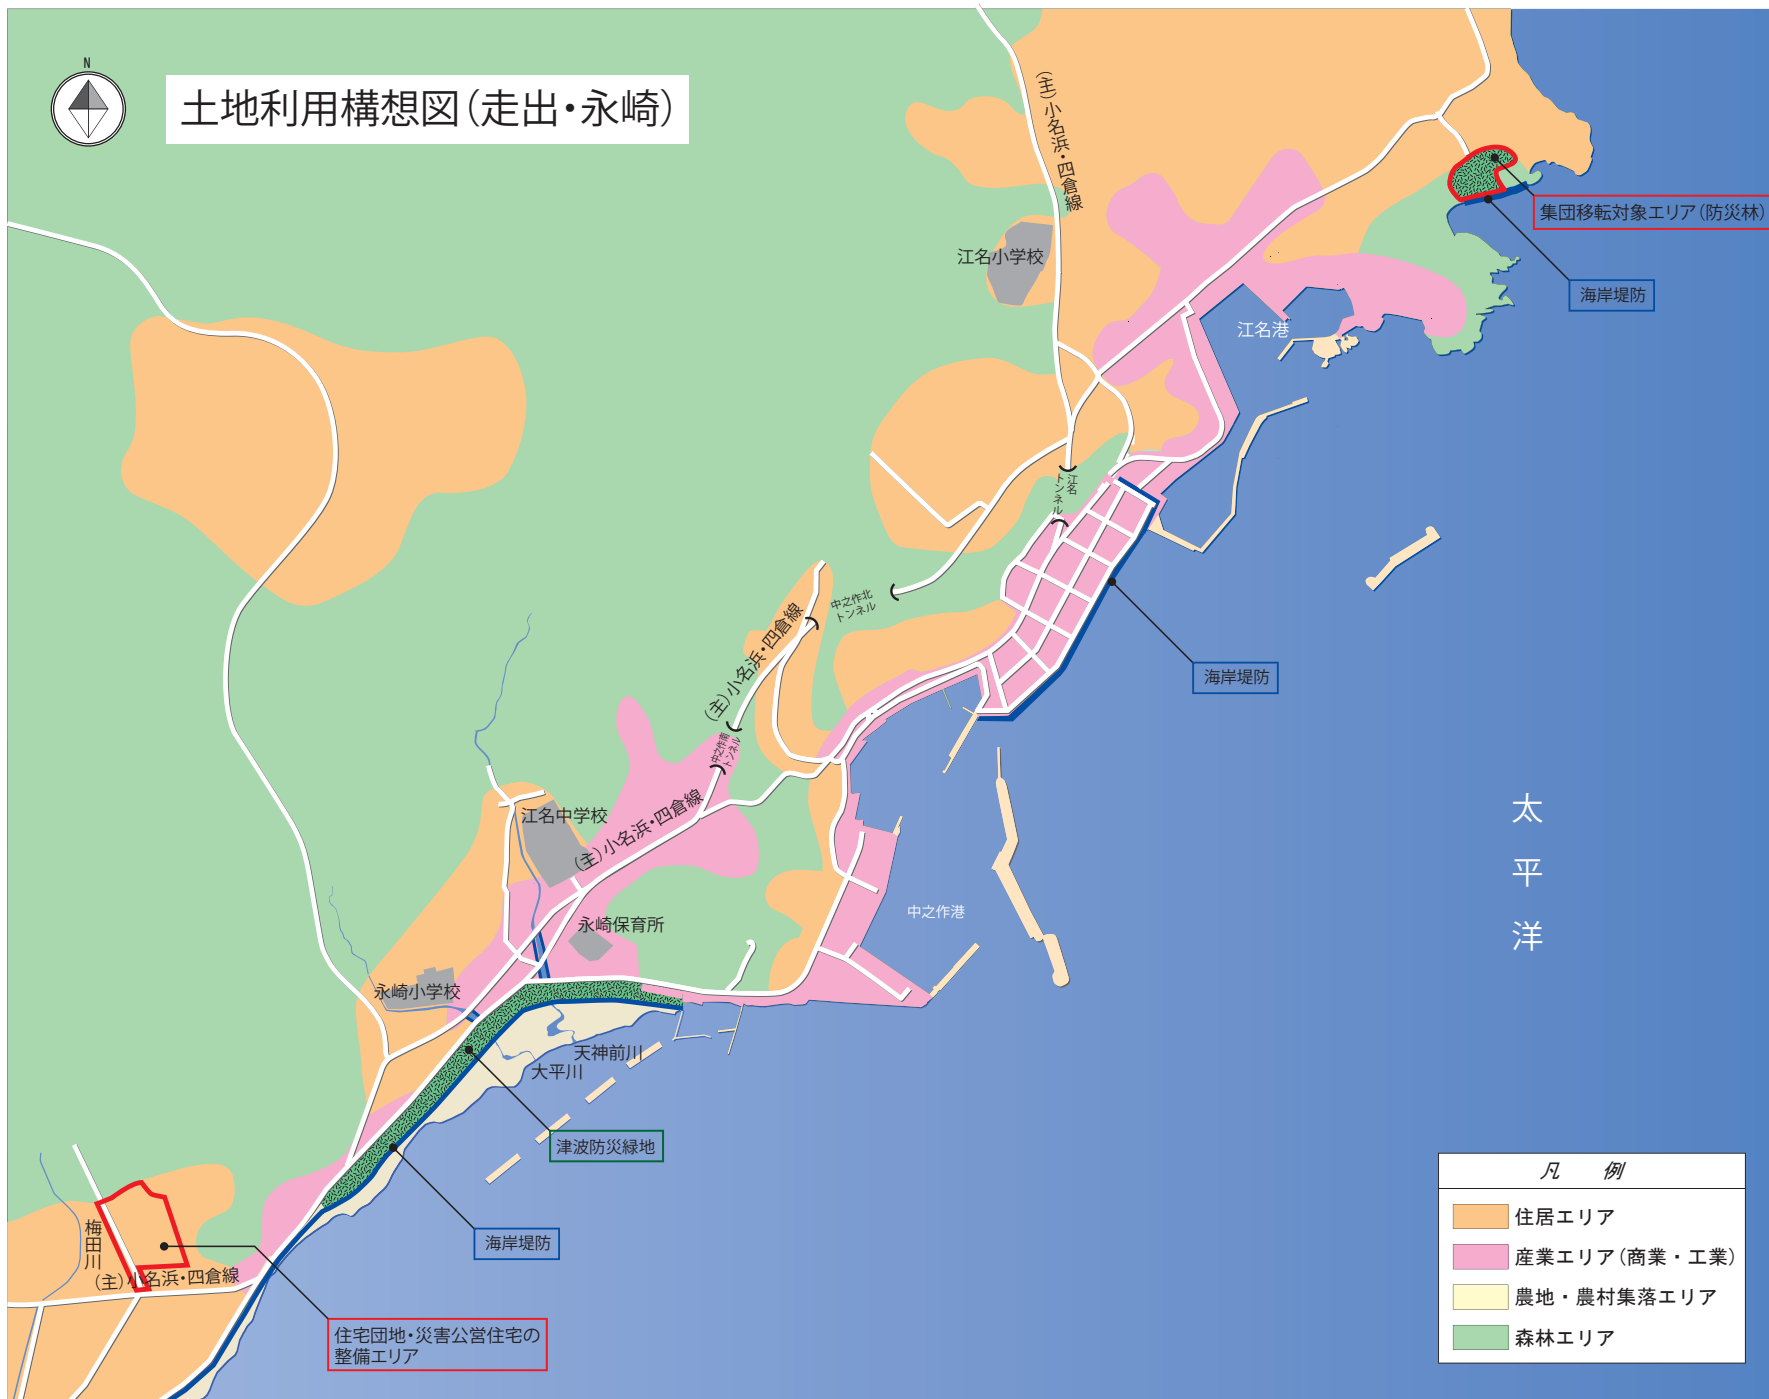 N
土地利用構想図（走出・永崎）
（主）小名浜・四倉線
江名小学校
集団移転対象エリア（防災林）
海岸堤防
江名港
江名
トンネル
中之作北
トンネル
（主）小名浜・四倉線
海岸堤防
中之作南
トンネル
江名中学校
（主）小名浜・四倉線
太平洋
中之作港
永崎保育所
永崎小学校
天神前川
大平川
津波防災緑地
海岸堤防
梅田川
（主）小名浜・四倉線
住宅団地・災害公営住宅の
整備エリア
凡　例
住居エリア
産業エリア（商業・工業）
農地・農村集落エリア
森林エリア